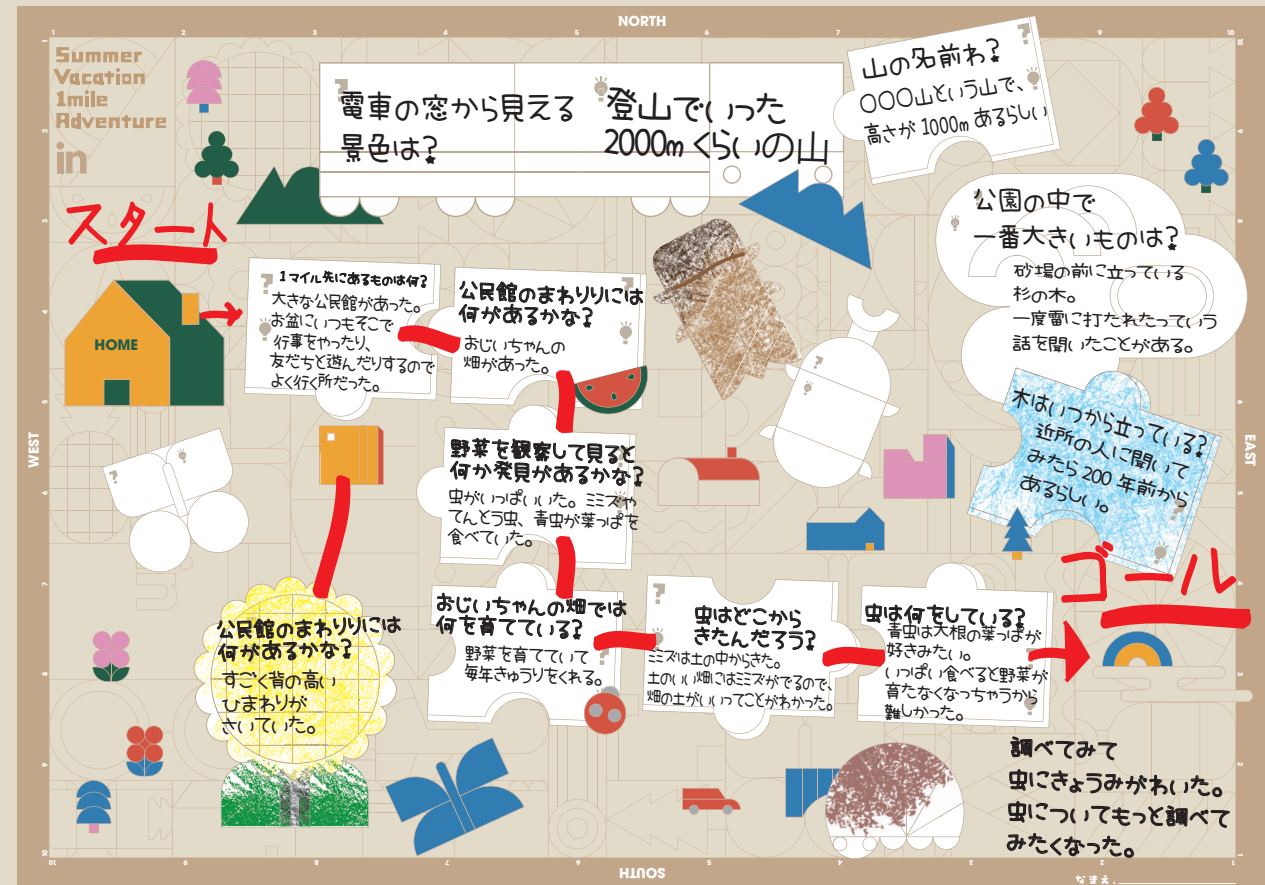 NORTH
Summer
Vacation
1mile
Adventure
in
電車の窓から見える
景色は?
登山でいった
2000mくらいの山
山の名前わ?
○○○山という山で、
高さが 1000m あるらしい
公園の中で
一番大きいものは?
砂場の前に立っている
杉の木。
一度雷に打たれたっていう
話を聞いたことがある。
木はいつから立っている?
近所の人に聞いて
みたら 200 年前から
あるらしい。
スタート
HOME
1マイル先にあるものは何?
大きな公民館があった。
お盆にいつもそこで
行事をやったり、
友だちと遊んだりするので
よく行く所だった。
公民館のまわりりには
何があるかな?
おじいちゃんの
畑があった。
野菜を観察して見ると
何か発見があるかな?
虫がいっぱいいた。ミミズや
てんとう虫、青虫が葉っぱを
食べていた。
おじいちゃんの畑では
何を育てている?
野菜を育てていて
毎年きゅうりをくれる。
虫はどこから
きたんだろう?
ミミズは土の中からきた。
土のいい畑にはミミズがでるので、
畑の土がいいってことがわかった。
虫は何をしている?
青虫は大根の葉っぱが
好きみたい。
いっぱい食べると野菜が
育たなくなっちゃうから
難しかった。
ゴール
公民館のまわりりには
何があるかな?
すごく背の高い
ひまわりが
さいていた。
調べてみて
虫にきょうみがわいた。
虫についてもっと調べて
みたくなった。
WEST
EAST
SOUTH
なまえ.